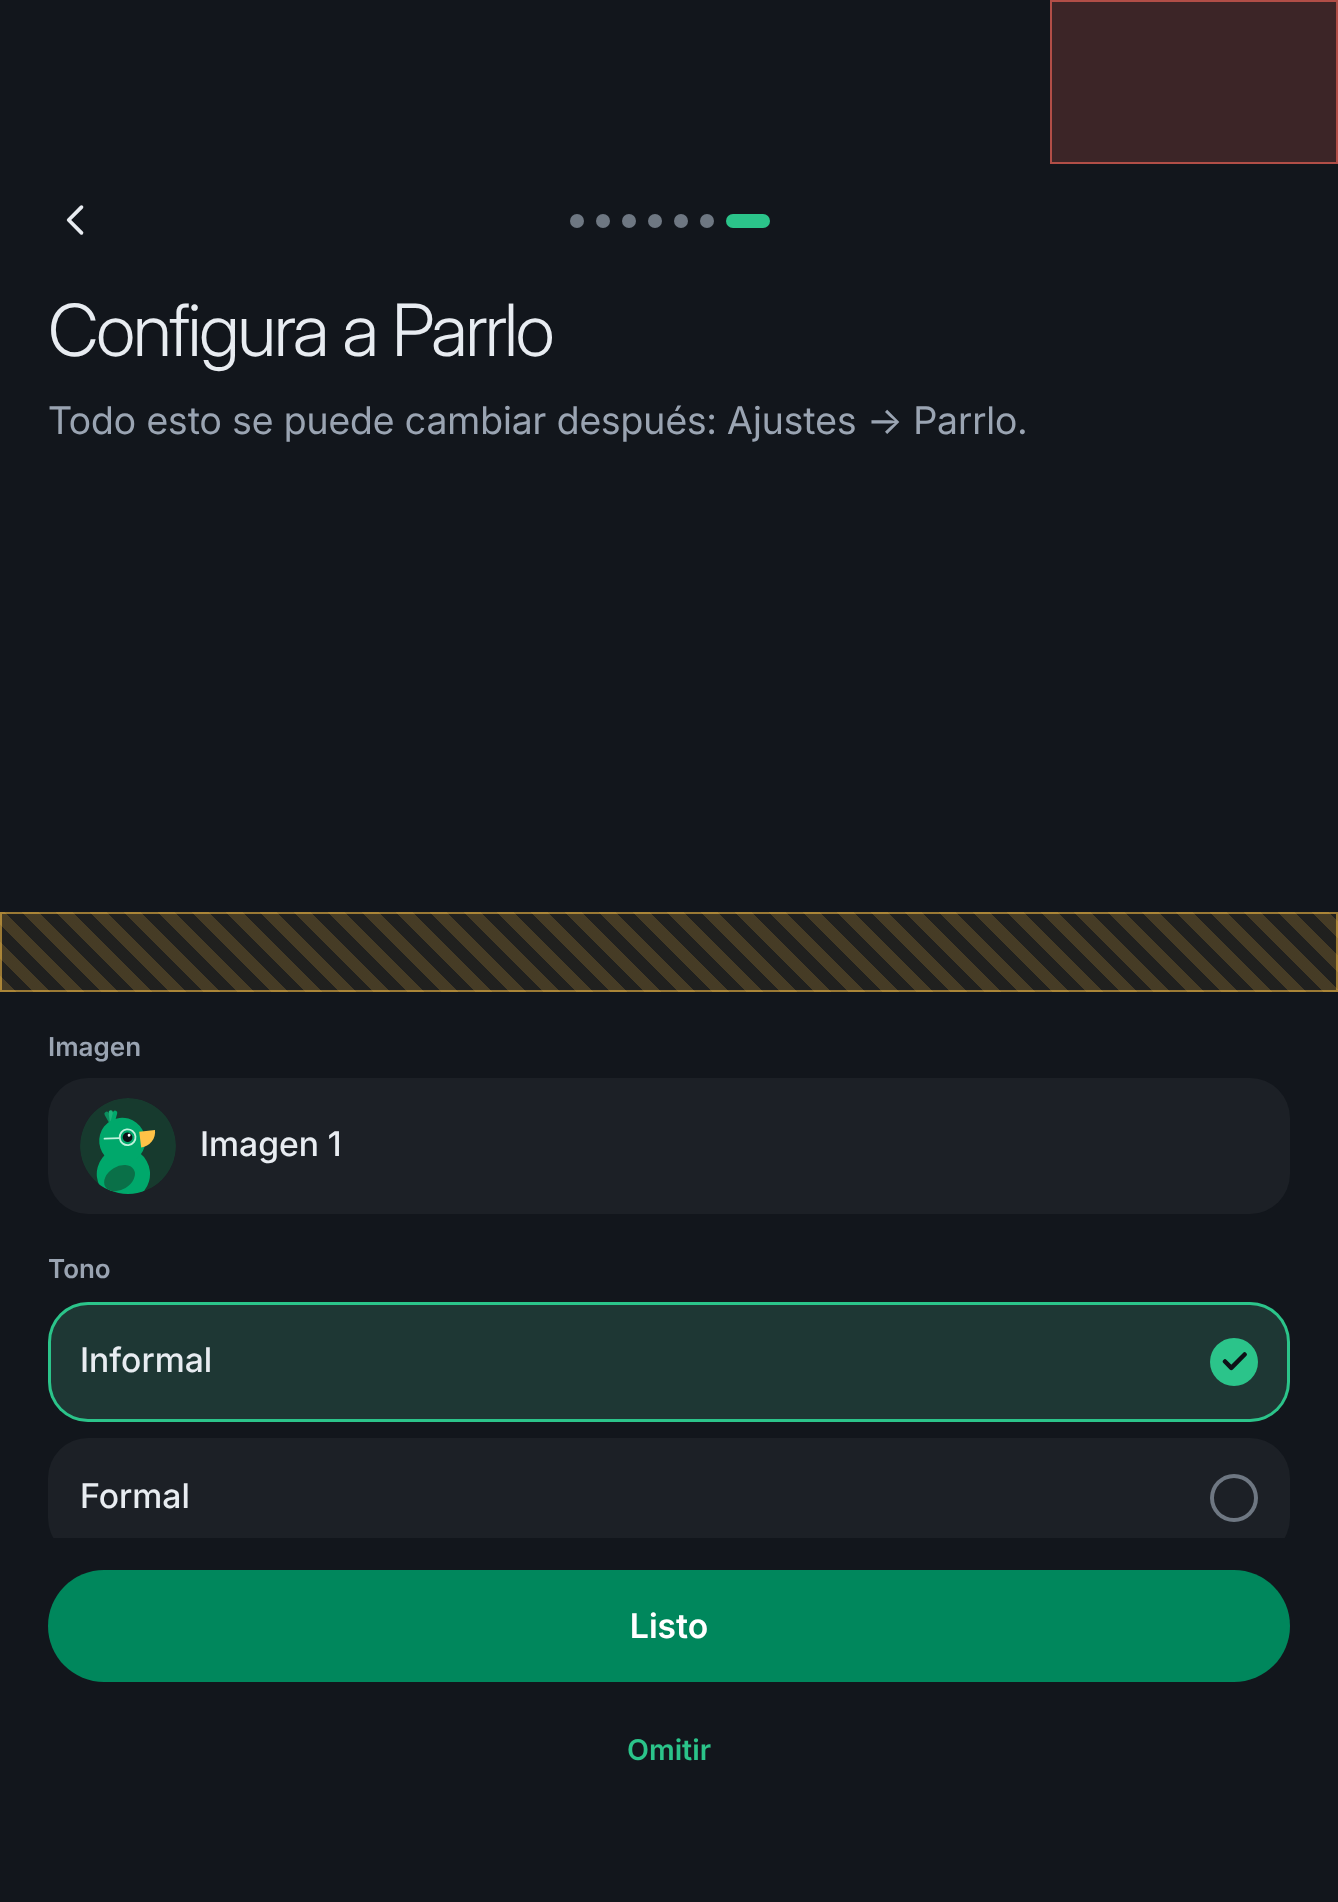 Configura a Parrlo
Todo esto se puede cambiar después: Ajustes → Parrlo.
Imagen
Imagen 1
Tono
Informal
Formal
Listo
Omitir